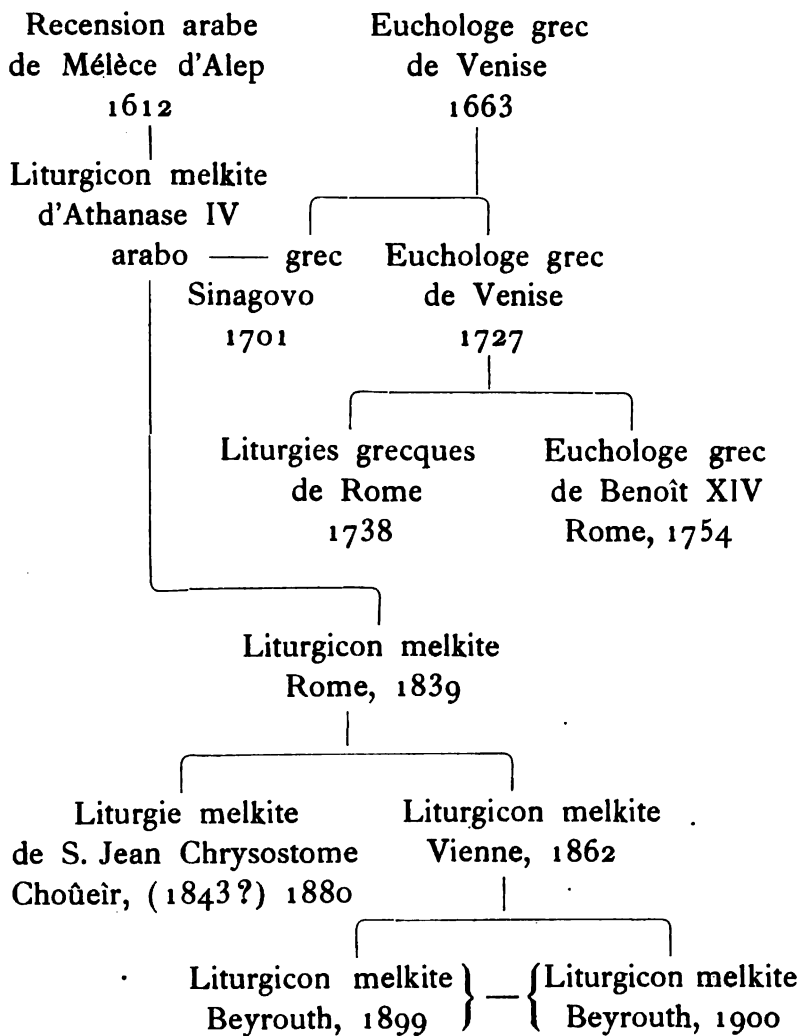 Recension arabe
de Mélèce d'Alep
1612
Euchologe grec
de Venise
1663
Liturgicon melkite
d'Athanase IV
arabo — grec
Sinagovo
1701
Euchologe grec
de Venise
1727
Liturgies grecques
de Rome
1738
Euchologe grec
de Benoît XIV
Rome, 1754
Liturgicon melkite
Rome, 1839
Liturgie melkite
de S. Jean Chrysostome
Choûeìr, (1843?) 1880
Liturgicon melkite
Vienne, 1862
Liturgicon melkite
Beyrouth, 1899
} — {
Liturgicon melkite
Beyrouth, 1900